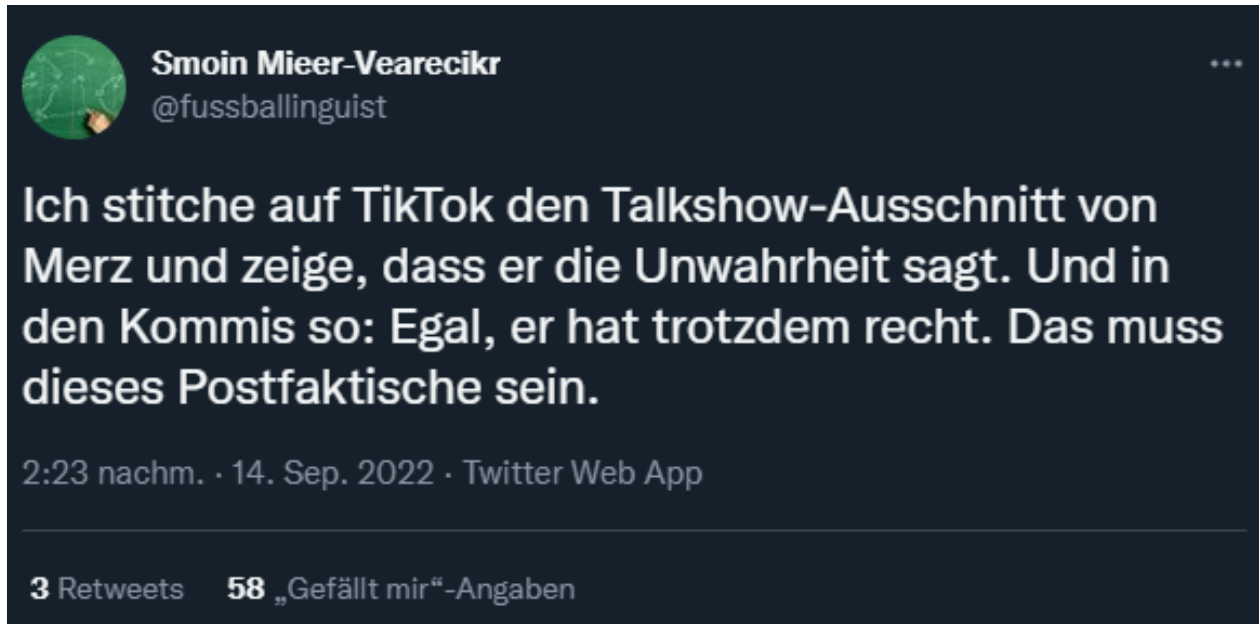 Smoin Mieer-Vearecikr
@fussballinguist
Ich stitche auf TikTok den Talkshow-Ausschnitt von
Merz und zeige, dass er die Unwahrheit sagt. Und in
den Kommis so: Egal, er hat trotzdem recht. Das muss
dieses Postfaktische sein.
2:23 nachm. · 14. Sep. 2022 · Twitter Web App
3 Retweets 58 „Gefällt mir“-Angaben